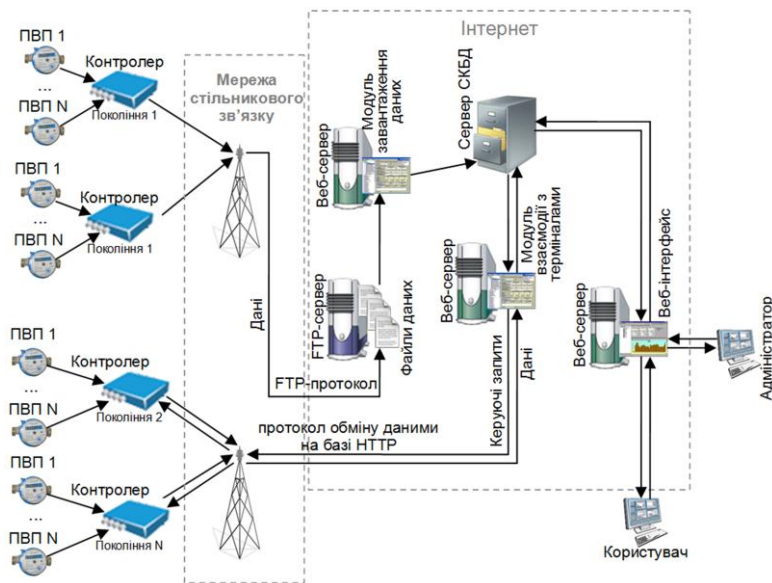 Інтернет
ПВП 1
...
ПВП N
Контролер
Покоління 1
ПВП 1
...
ПВП N
Контролер
Покоління 1
Мережа
стільникового
зв’язку
Дані
FTP-протокол
Веб-сервер
Модуль
завантаження
даних
FTP-сервер
Файли даних
Сервер СКБД
Веб-сервер
Модуль
взаємодії з
терміналами
Керуючі запити
Дані
Веб-сервер
Веб-інтерфейс
Адміністратор
ПВП 1
...
ПВП N
Контролер
Покоління 2
протокол обміну даними
на базі HTTP
ПВП 1
...
ПВП N
Контролер
Покоління N
Користувач